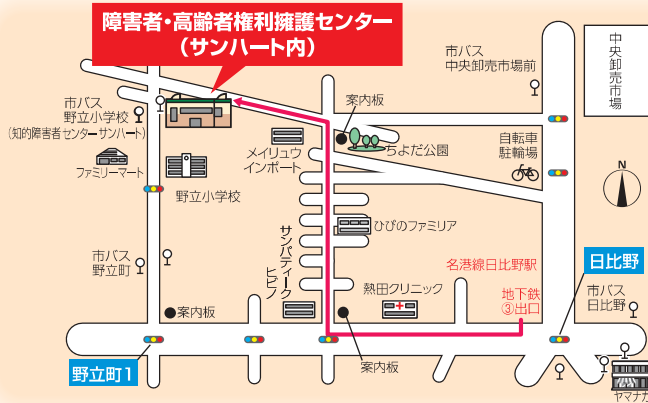 障害者・高齢者権利擁護センター
(サンハート内)
市バス
中央卸売市場前
中央卸売市場
市バス
野立小学校
(知的障害者センターサンハート)
案内板
ちよだ公園
自転車
駐輪場
ファミリーマート
メイリュウ
インポート
野立小学校
N
ひびのファミリア
サンパティーク
ヒビノ
市バス
野立町
名港線日比野駅
日比野
熱田クリニック
地下鉄
③出口
市バス
日比野
案内板
案内板
野立町1
ヤマナカ